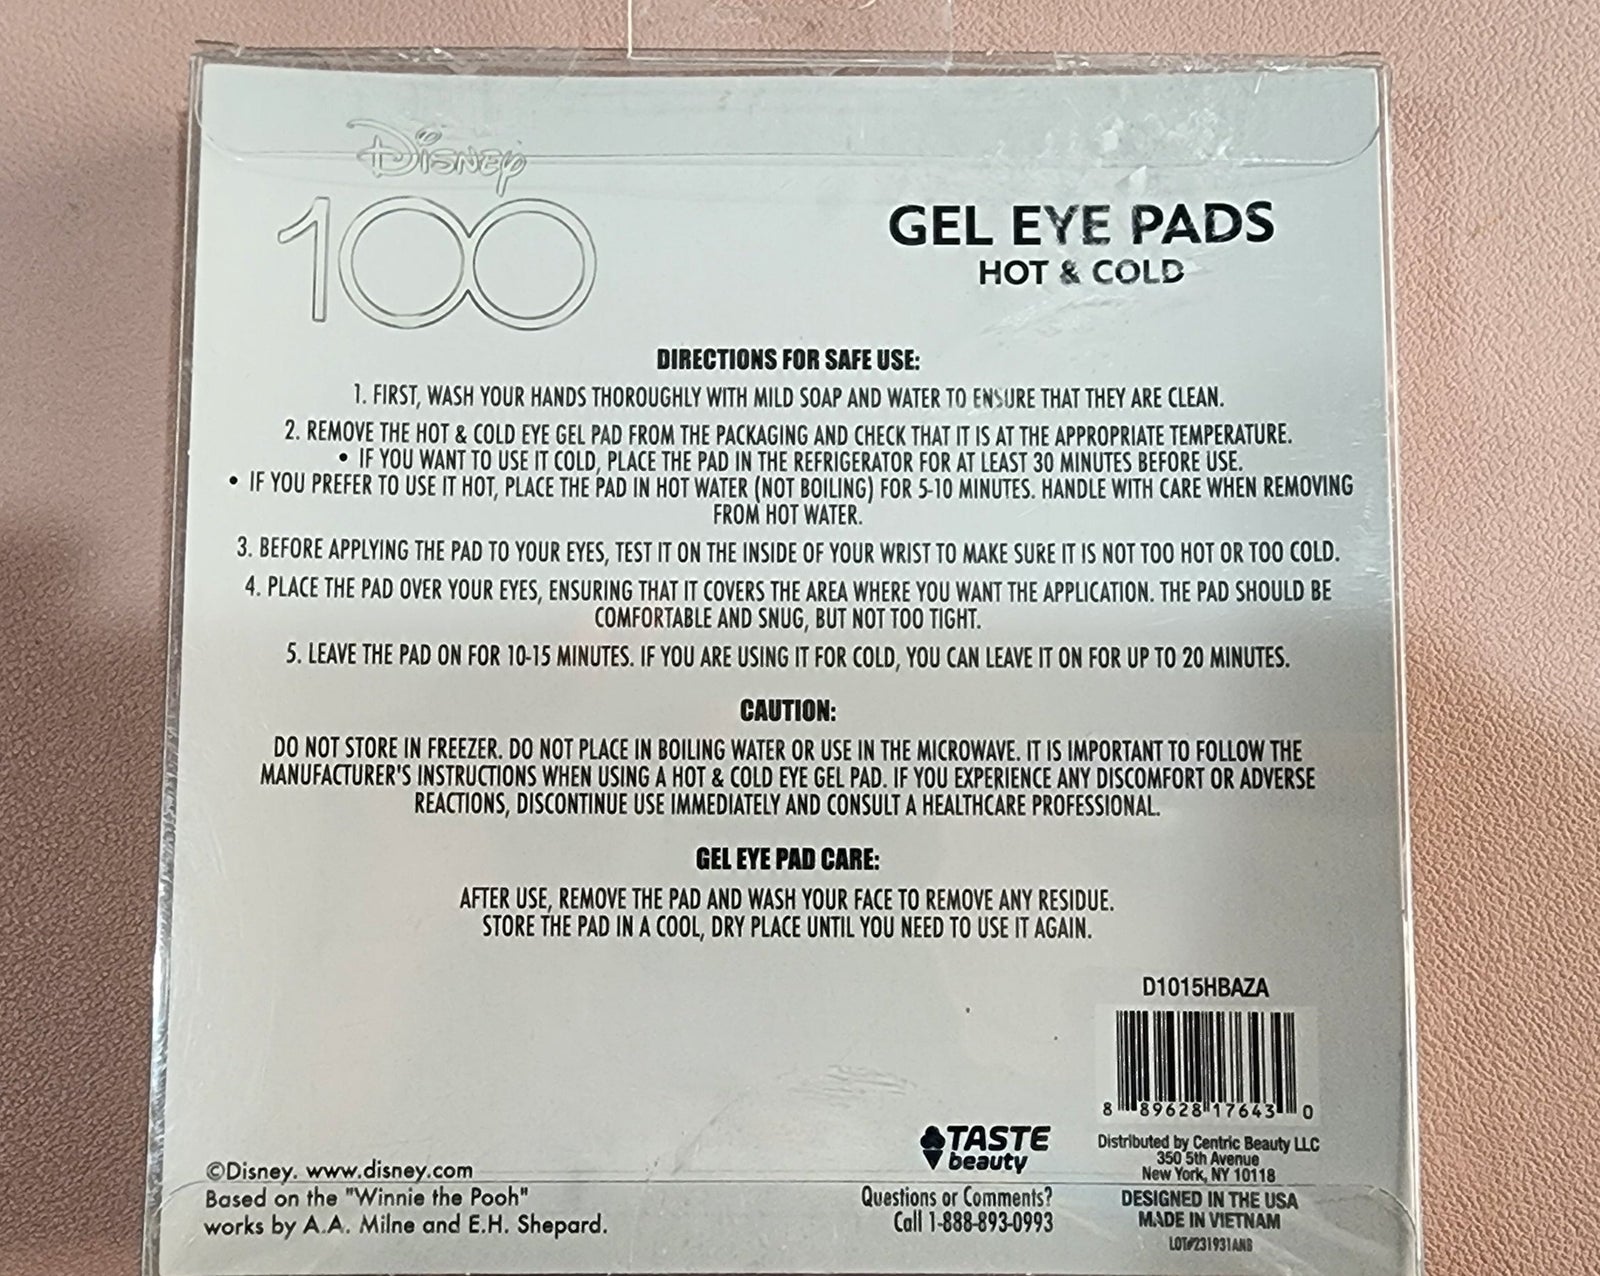 Disney
100
GEL EYE PADS
HOT & COLD
DIRECTIONS FOR SAFE USE:
1. FIRST, WASH YOUR HANDS THOROUGHLY WITH MILD SOAP AND WATER TO ENSURE THAT THEY ARE CLEAN.
2. REMOVE THE HOT & COLD EYE GEL PAD FROM THE PACKAGING AND CHECK THAT IT IS AT THE APPROPRIATE TEMPERATURE.
• IF YOU WANT TO USE IT COLD, PLACE THE PAD IN THE REFRIGERATOR FOR AT LEAST 30 MINUTES BEFORE USE.
• IF YOU PREFER TO USE IT HOT, PLACE THE PAD IN HOT WATER (NOT BOILING) FOR 5-10 MINUTES. HANDLE WITH CARE WHEN REMOVING
FROM HOT WATER.
3. BEFORE APPLYING THE PAD TO YOUR EYES, TEST IT ON THE INSIDE OF YOUR WRIST TO MAKE SURE IT IS NOT TOO HOT OR TOO COLD.
4. PLACE THE PAD OVER YOUR EYES, ENSURING THAT IT COVERS THE AREA WHERE YOU WANT THE APPLICATION. THE PAD SHOULD BE
COMFORTABLE AND SNUG, BUT NOT TOO TIGHT.
5. LEAVE THE PAD ON FOR 10-15 MINUTES. IF YOU ARE USING IT FOR COLD, YOU CAN LEAVE IT ON FOR UP TO 20 MINUTES.
CAUTION:
DO NOT STORE IN FREEZER. DO NOT PLACE IN BOILING WATER OR USE IN THE MICROWAVE. IT IS IMPORTANT TO FOLLOW THE
MANUFACTURER'S INSTRUCTIONS WHEN USING A HOT & COLD EYE GEL PAD. IF YOU EXPERIENCE ANY DISCOMFORT OR ADVERSE
REACTIONS, DISCONTINUE USE IMMEDIATELY AND CONSULT A HEALTHCARE PROFESSIONAL.
GEL EYE PAD CARE:
AFTER USE, REMOVE THE PAD AND WASH YOUR FACE TO REMOVE ANY RESIDUE.
STORE THE PAD IN A COOL, DRY PLACE UNTIL YOU NEED TO USE IT AGAIN.
D1015HBAZA
8 89628 17643 0
©Disney. www.disney.com
Based on the "Winnie the Pooh"
works by A.A. Milne and E.H. Shepard.
TASTE
beauty
Questions or Comments?
Call 1-888-893-0993
Distributed by Centric Beauty LLC
350 5th Avenue
New York, NY 10118
DESIGNED IN THE USA
MADE IN VIETNAM
LOT#231931ANB